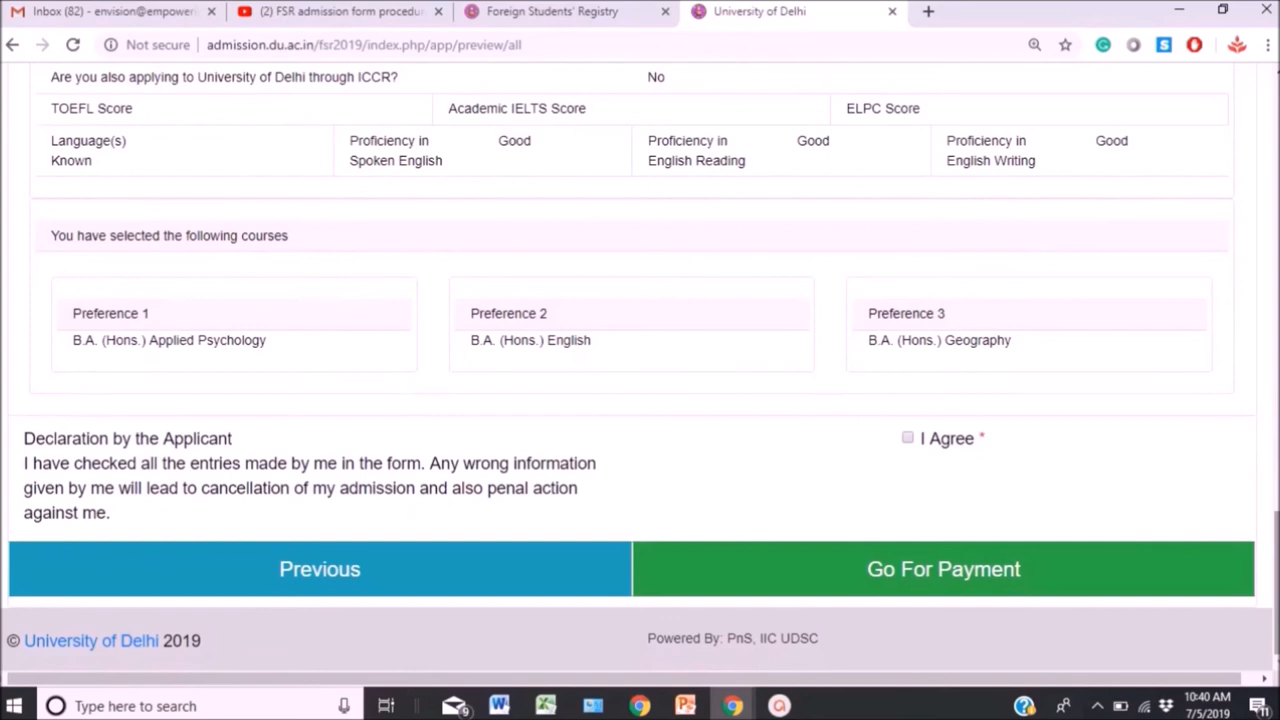 Inbox (82) - envision@empower
(2) FSR admission form procedur
Foreign Students' Registry
University of Delhi
Not secure
admission.du.ac.in/fsr2019/index.php/app/preview/all
Are you also applying to University of Delhi through ICCR? No
TOEFL Score Academic IELTS Score ELPC Score
Language(s) Known
Proficiency in Spoken English
Good
Proficiency in English Reading
Good
Proficiency in English Writing
Good
You have selected the following courses
Preference 1
B.A. (Hons.) Applied Psychology
Preference 2
B.A. (Hons.) English
Preference 3
B.A. (Hons.) Geography
Declaration by the Applicant
I Agree *
I have checked all the entries made by me in the form. Any wrong information
given by me will lead to cancellation of my admission and also penal action
against me.
Previous
Go For Payment
© University of Delhi 2019
Powered By: PnS, IIC UDSC
Type here to search
9
10:40 AM
7/5/2019
11